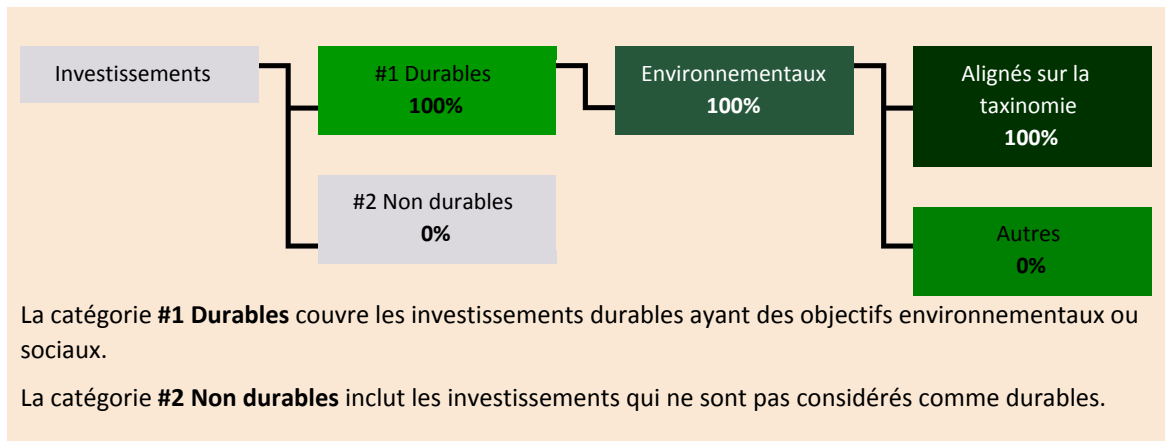 Investissements
#1 Durables
100%
Environnementaux
100%
Alignés sur la
taxinomie
100%
#2 Non durables
0%
Autres
0%
La catégorie #1 Durables couvre les investissements durables ayant des objectifs environnementaux ou
sociaux.
La catégorie #2 Non durables inclut les investissements qui ne sont pas considérés comme durables.